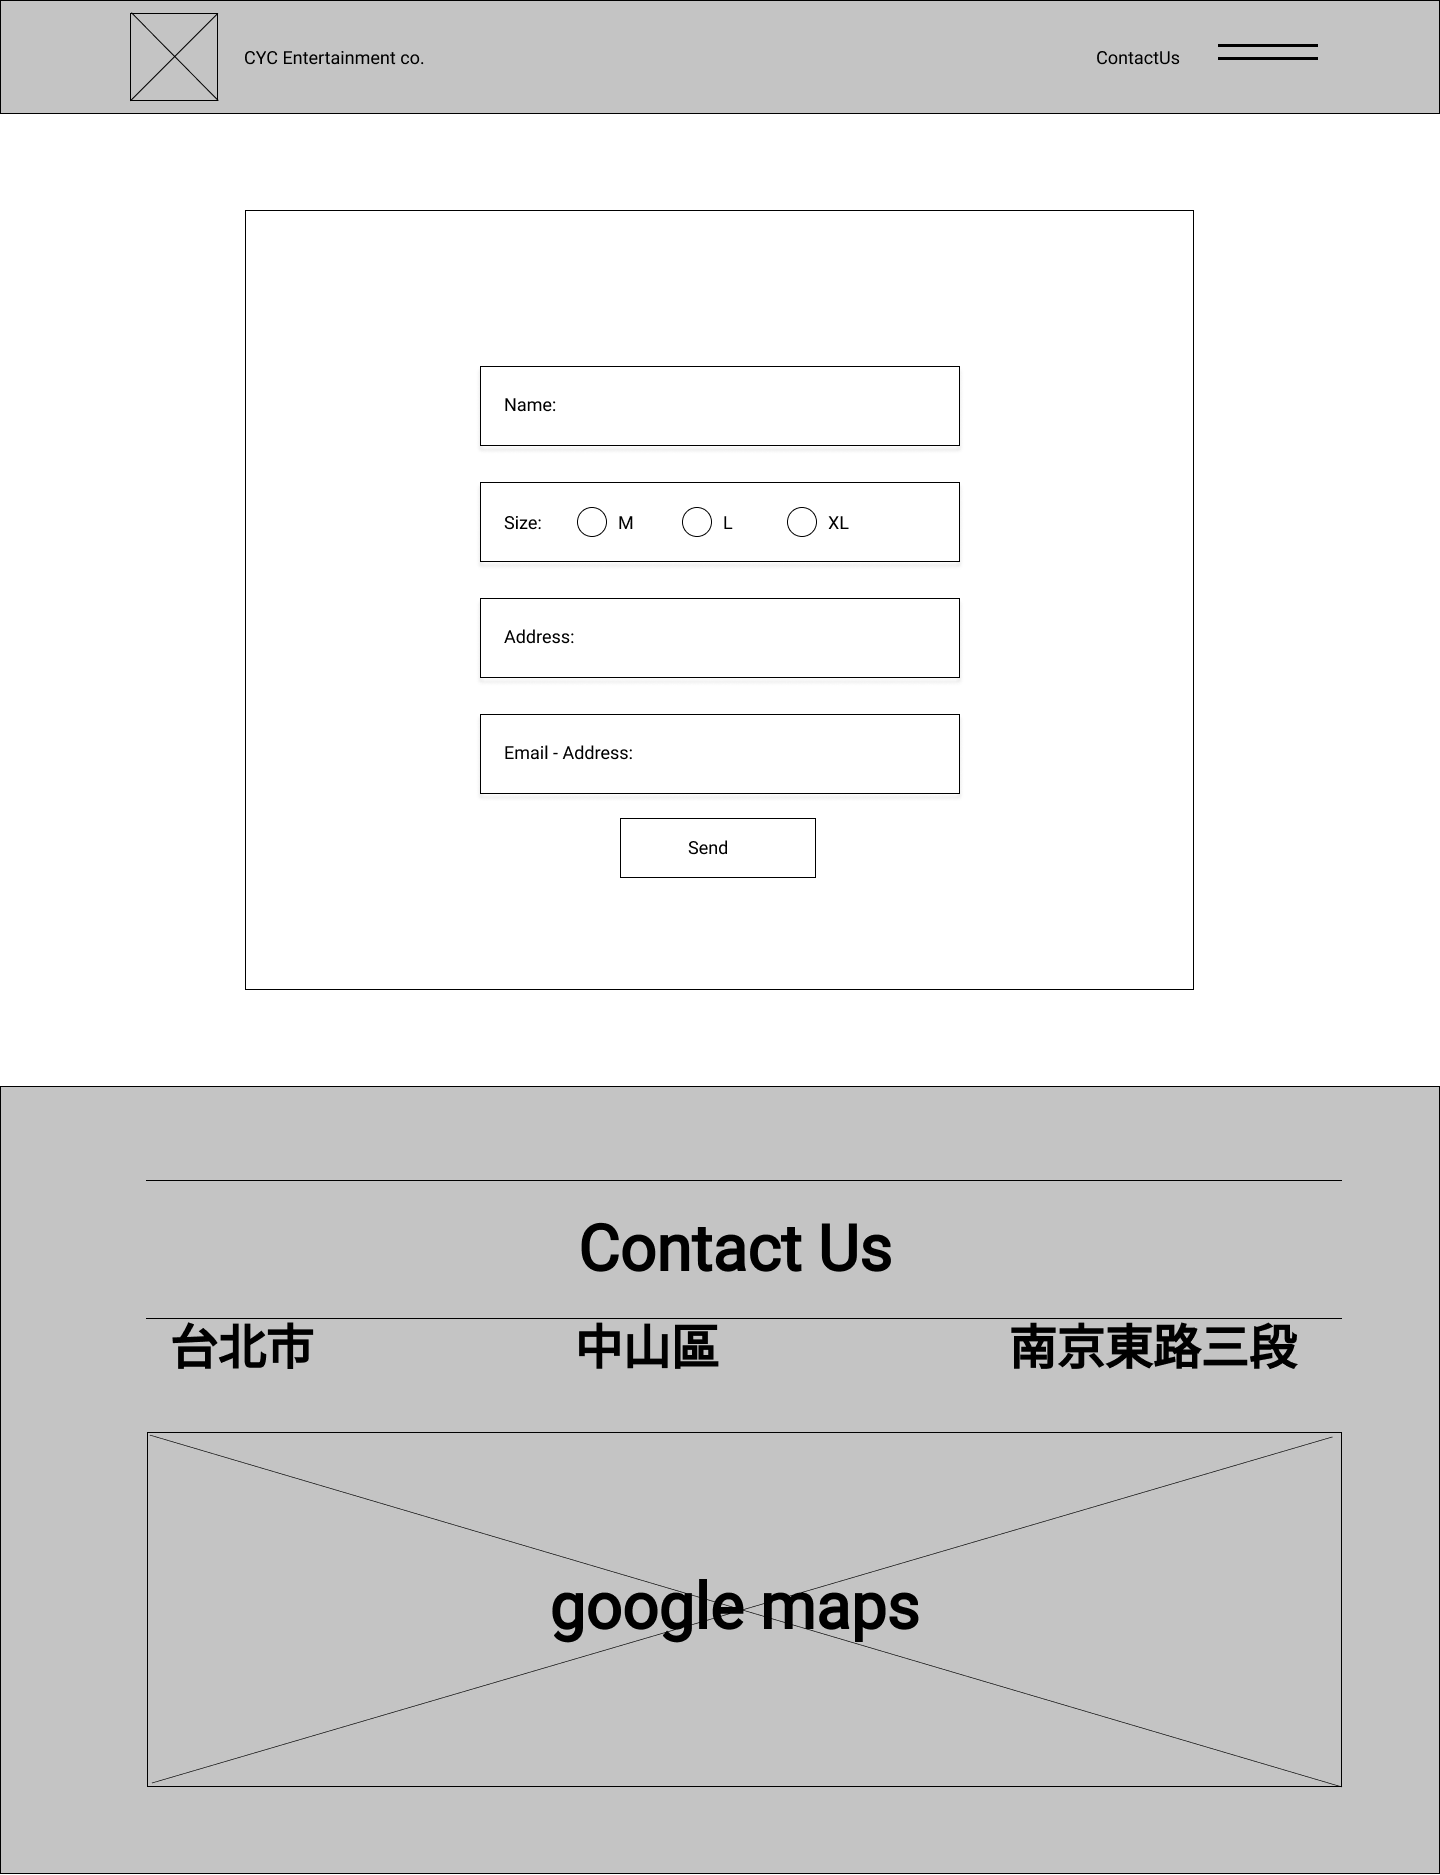 CYC Entertainment co.
ContactUs
Name:
Size: M L XL
Address:
Email - Address:
Send
Contact Us
台北市 中山區 南京東路三段
google maps